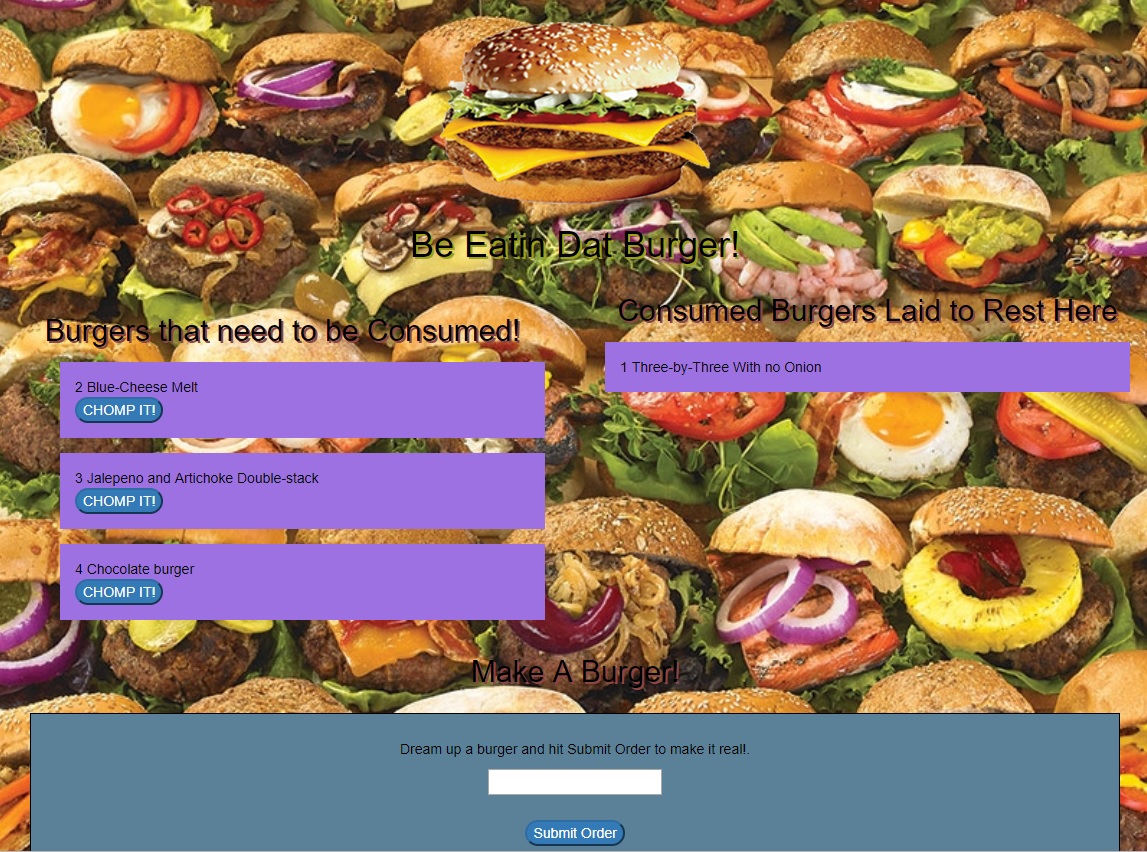 Be Eatin Dat Burger!
Burgers that need to be Consumed!
2 Blue-Cheese Melt
CHOMP IT!
3 Jalepeno and Artichoke Double-stack
CHOMP IT!
4 Chocolate burger
CHOMP IT!
Consumed Burgers Laid to Rest Here
1 Three-by-Three With no Onion
Make A Burger!
Dream up a burger and hit Submit Order to make it real!.
Submit Order